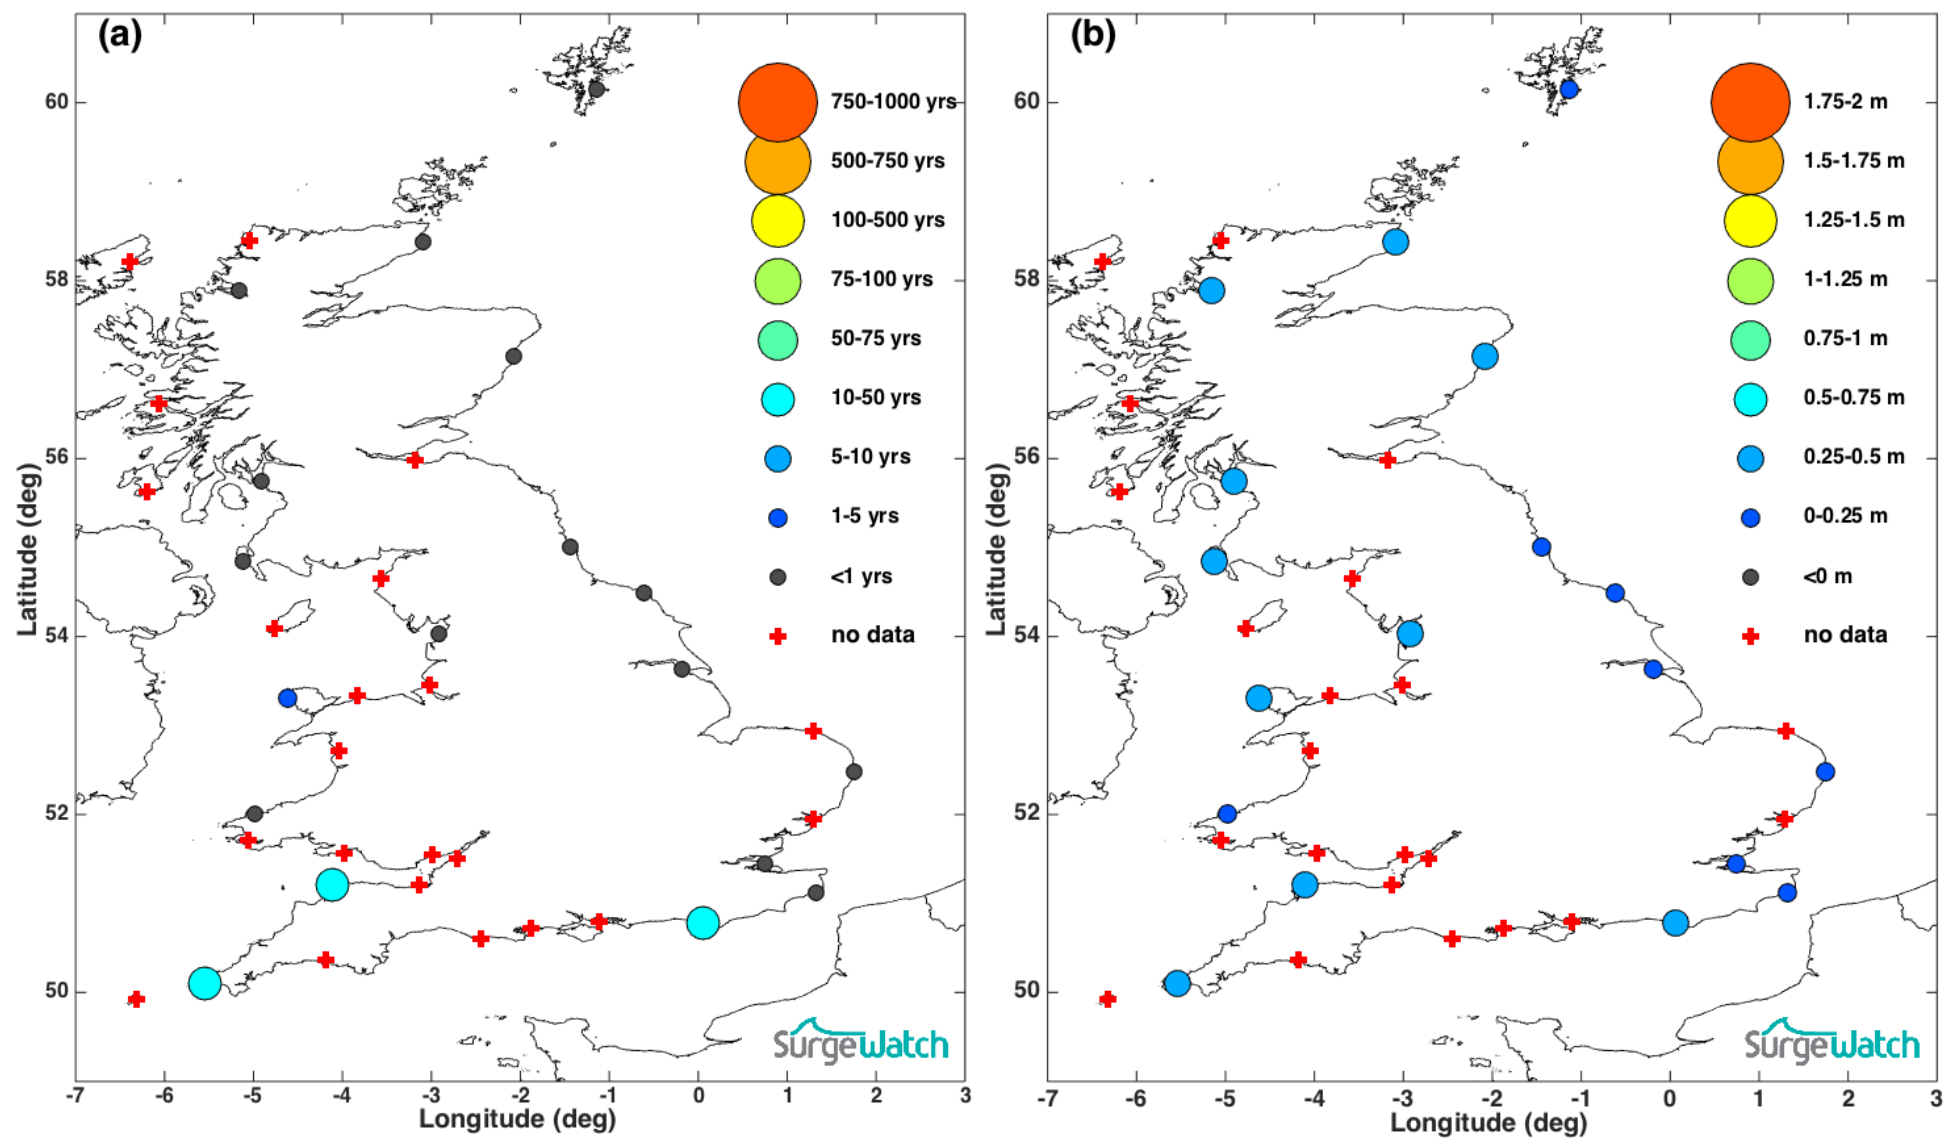 (a)
750-1000 yrs
500-750 yrs
100-500 yrs
75-100 yrs
50-75 yrs
10-50 yrs
5-10 yrs
1-5 yrs
<1 yrs
no data
60
58
56
54
52
50
Latitude (deg)
-7 -6 -5 -4 -3 -2 -1 0 1 2 3
Longitude (deg)
SurgeWatch
(b)
1.75-2 m
1.5-1.75 m
1.25-1.5 m
1-1.25 m
0.75-1 m
0.5-0.75 m
0.25-0.5 m
0-0.25 m
<0 m
no data
60
58
56
54
52
50
Latitude (deg)
-7 -6 -5 -4 -3 -2 -1 0 1 2 3
Longitude (deg)
SurgeWatch